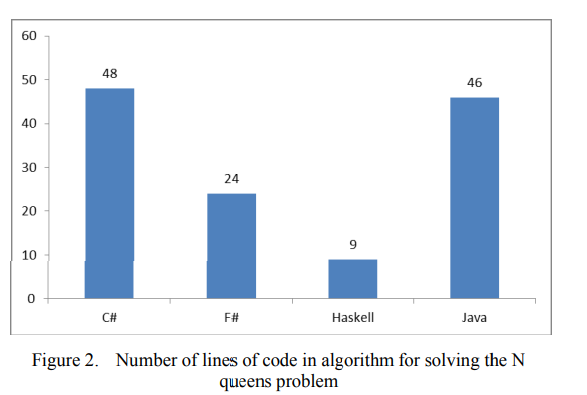 60
50
40
30
20
10
0
48
24
9
46
C#
F#
Haskell
Java
Figure 2. Number of lines of code in algorithm for solving the N
queens problem